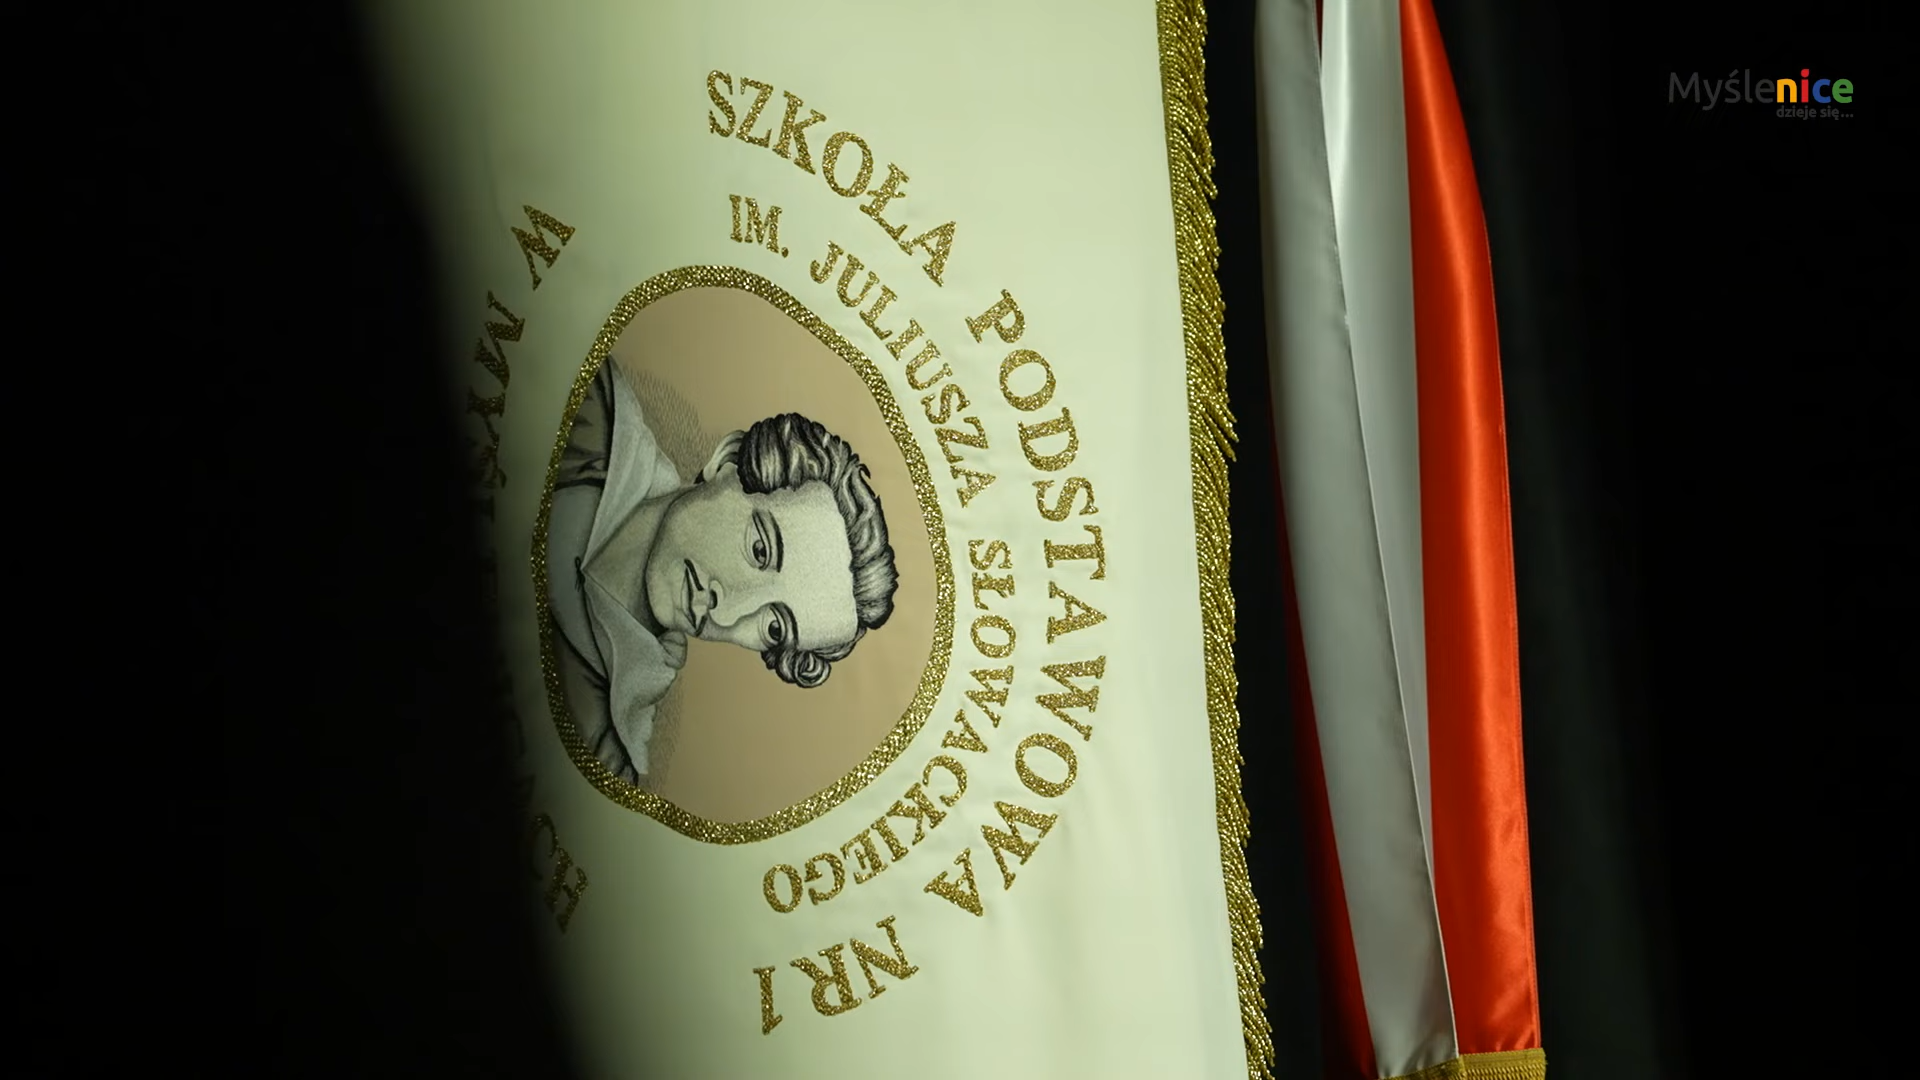 SZKOŁA PODSTAWOWA NR 1
IM. JULIUSZA SŁOWACKIEGO
W
Myślenice
dzieje się...